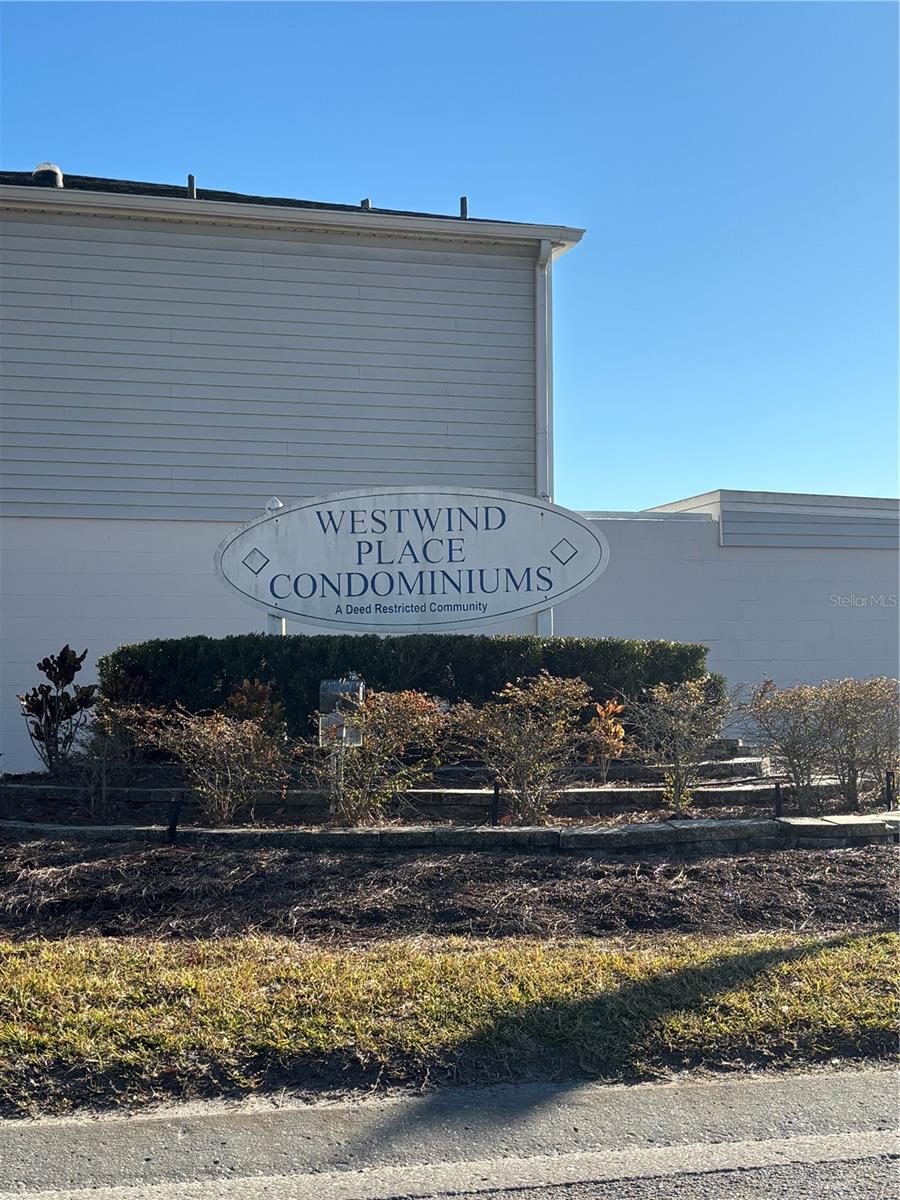 WESTWIND
PLACE
CONDOMINIUMS
A Deed Restricted Community
Stellar MLS